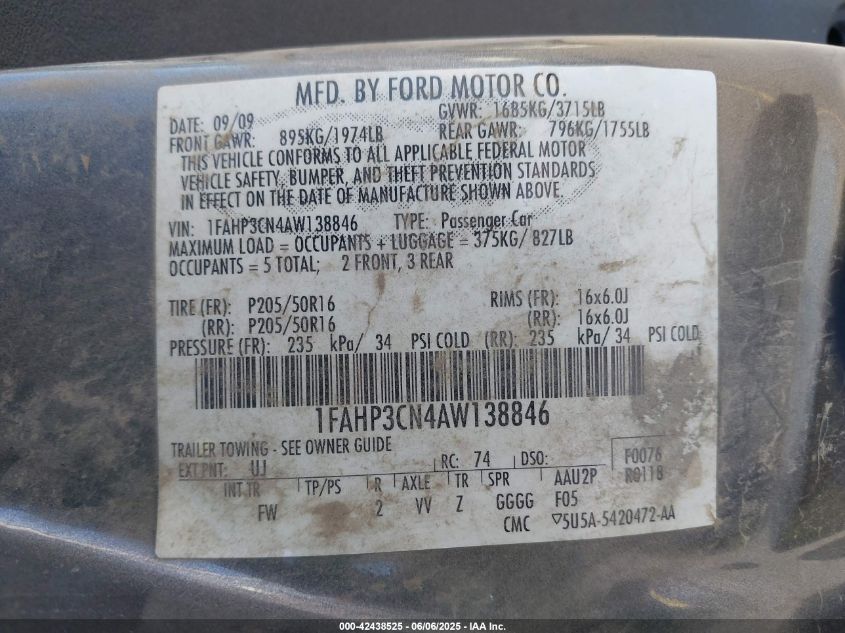 MFD. BY FORD MOTOR CO.
DATE: 09/09 GVWR: 1685KG/3715LB
FRONT GAWR: 895KG/1974LB REAR GAWR: 796KG/1755LB
THIS VEHICLE CONFORMS TO ALL APPLICABLE FEDERAL MOTOR
VEHICLE SAFETY, BUMPER, AND THEFT PREVENTION STANDARDS
IN EFFECT ON THE DATE OF MANUFACTURE SHOWN ABOVE.
VIN: 1FAHP3CN4AW138846 TYPE: Passenger Car
MAXIMUM LOAD = OCCUPANTS + LUGGAGE = 375KG/ 827LB
OCCUPANTS = 5 TOTAL; 2 FRONT, 3 REAR
TIRE (FR): P205/50R16 RIMS (FR): 16x6.0J
(RR): P205/50R16 (RR): 16x6.0J
PRESSURE (FR): 235 kPa/ 34 PSI COLD (RR): 235 kPa/ 34 PSI COLD
1FAHP3CN4AW138846
TRAILER TOWING - SEE OWNER GUIDE
EXT PNT: UJ RC: 74 DSO: F0076
R0118
INT TR TP/PS R AXLE TR SPR AAU2P
FW 2 VV Z GGGG F05
CMC ▽5U5A-5420472-AA
000-42438525 - 06/06/2025 - IAA Inc.